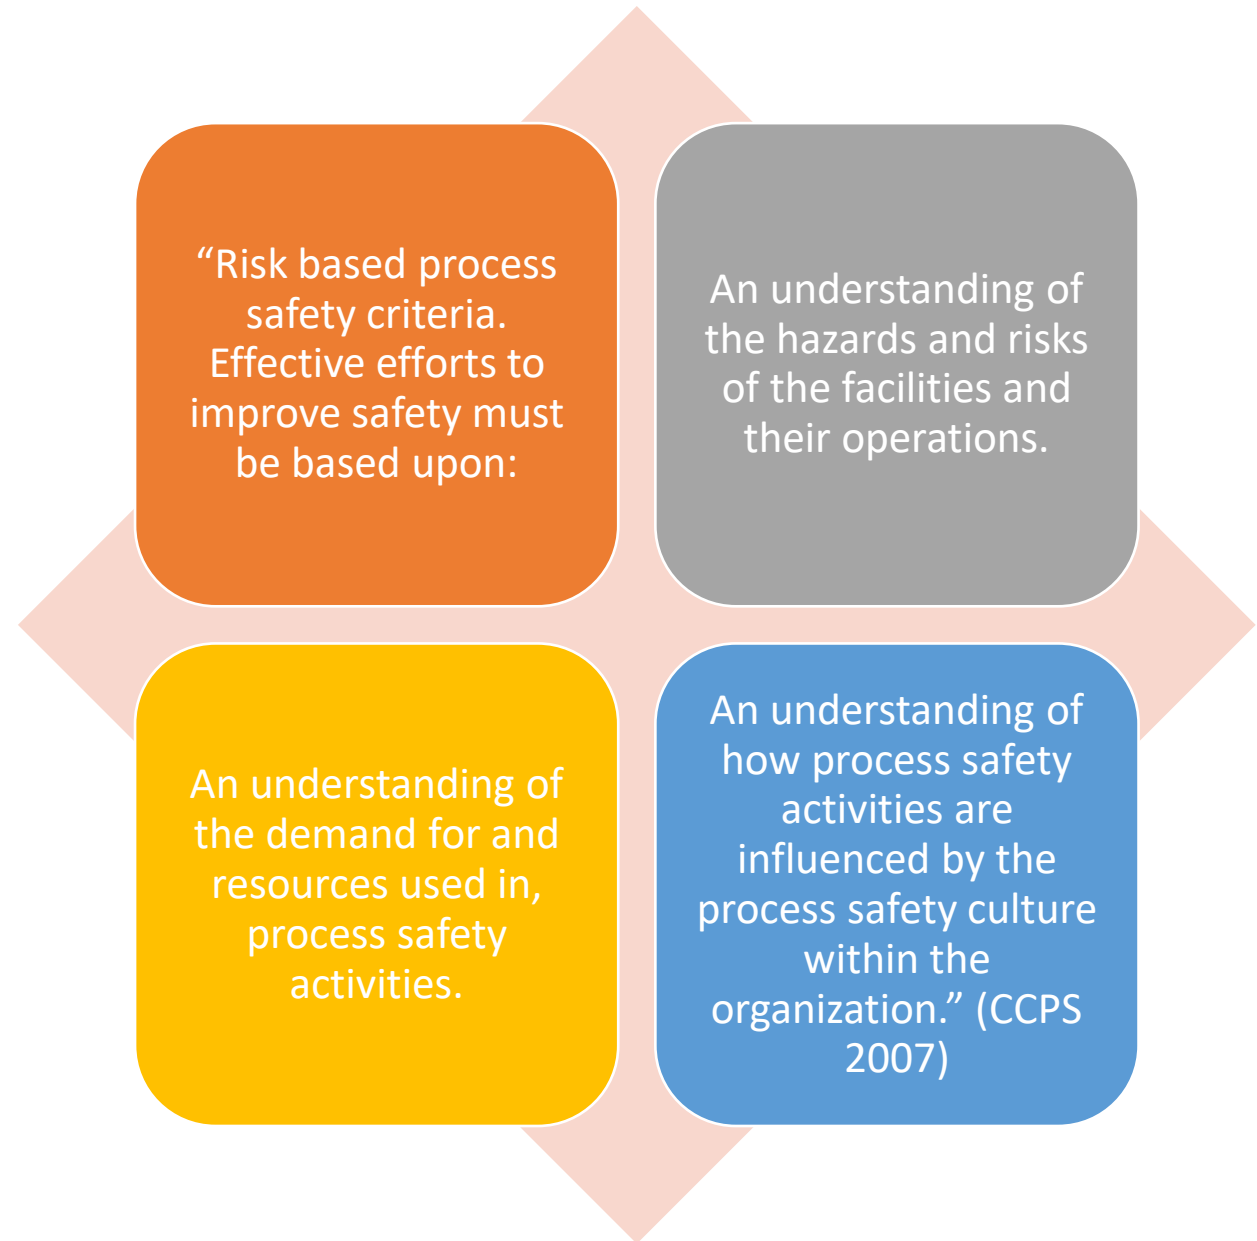 “Risk based process
safety criteria.
Effective efforts to
improve safety must
be based upon:
An understanding of
the hazards and risks
of the facilities and
their operations.
An understanding of
the demand for and
resources used in,
process safety
activities.
An understanding of
how process safety
activities are
influenced by the
process safety culture
within the
organization.” (CCPS
2007)